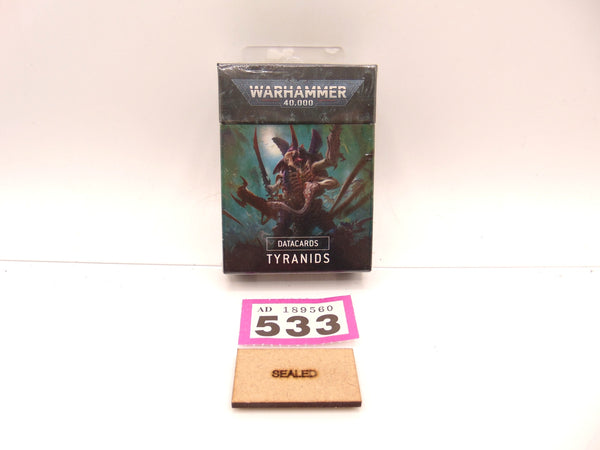 WARHAMMER
40,000
DATACARDS
TYRANIDS
AD 189560
533
SEALED